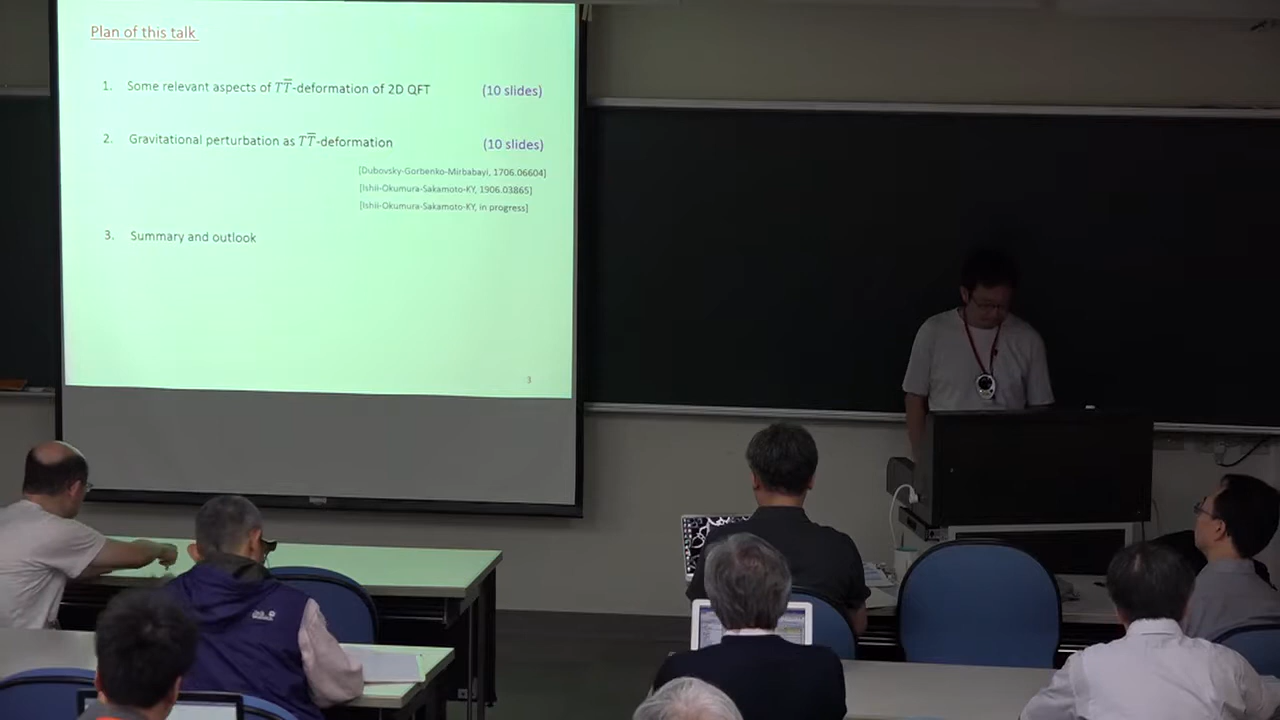 Plan of this talk
1. Some relevant aspects of T\overline{T}-deformation of 2D QFT (10 slides)
2. Gravitational perturbation as T\overline{T}-deformation (10 slides)
[Dubovsky-Gorbenko-Mirbabayi, 1706.06604]
[Ishii-Okumura-Sakamoto-KY, 1906.03865]
[Ishii-Okumura-Sakamoto-KY, in progress]
3. Summary and outlook
3